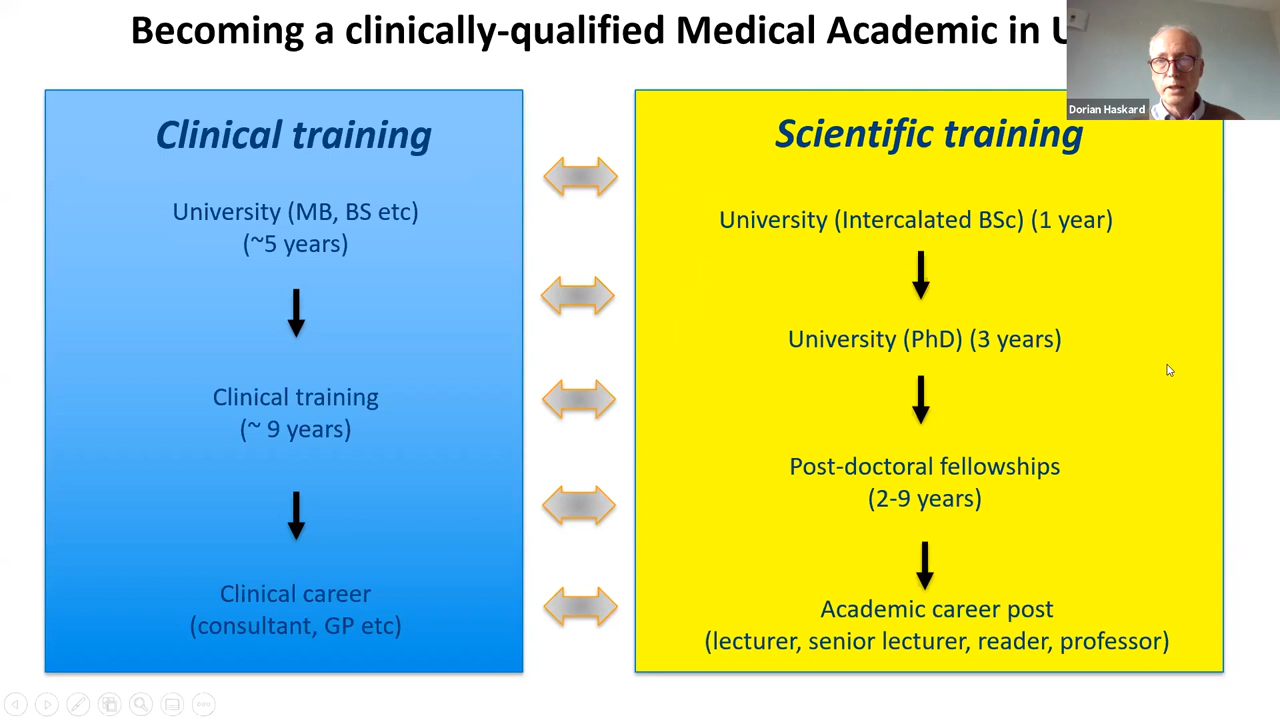 Becoming a clinically-qualified Medical Academic in
Dorian Haskard
Clinical training
University (MB, BS etc)
(~5 years)
Clinical training
(~ 9 years)
Clinical career
(consultant, GP etc)
Scientific training
University (Intercalated BSc) (1 year)
University (PhD) (3 years)
Post-doctoral fellowships
(2-9 years)
Academic career post
(lecturer, senior lecturer, reader, professor)